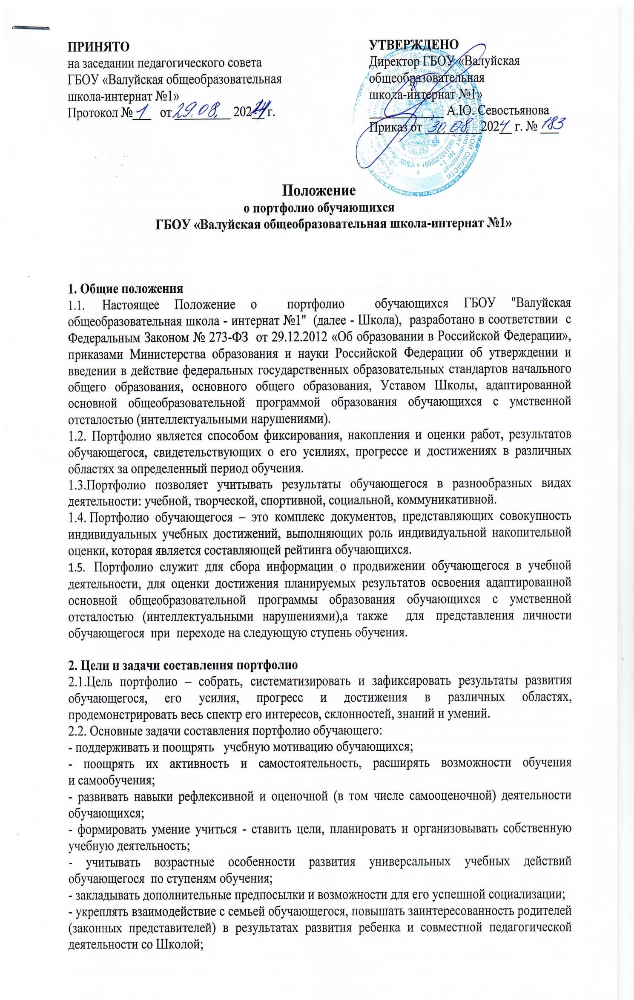 ПРИНЯТО
на заседании педагогического совета
ГБОУ «Валуйская общеобразовательная
школа-интернат №1»
Протокол № 1 от 29.08. 2024 г.
УТВЕРЖДЕНО
Директор ГБОУ «Валуйская
общеобразовательная
школа-интернат №1»
____________ А.Ю. Севостьянова
Приказ от 30.08. 2024 г. № 183
Положение
о портфолио обучающихся
ГБОУ «Валуйская общеобразовательная школа-интернат №1»
1. Общие положения
1.1. Настоящее Положение о портфолио обучающихся ГБОУ "Валуйская
общеобразовательная школа - интернат №1" (далее - Школа), разработано в соответствии с
Федеральным Законом № 273-ФЗ от 29.12.2012 «Об образовании в Российской Федерации»,
приказами Министерства образования и науки Российской Федерации об утверждении и
введении в действие федеральных государственных образовательных стандартов начального
общего образования, основного общего образования, Уставом Школы, адаптированной
основной общеобразовательной программой образования обучающихся с умственной
отсталостью (интеллектуальными нарушениями).
1.2. Портфолио является способом фиксирования, накопления и оценки работ, результатов
обучающегося, свидетельствующих о его усилиях, прогрессе и достижениях в различных
областях за определенный период обучения.
1.3.Портфолио позволяет учитывать результаты обучающегося в разнообразных видах
деятельности: учебной, творческой, спортивной, социальной, коммуникативной.
1.4. Портфолио обучающегося – это комплекс документов, представляющих совокупность
индивидуальных учебных достижений, выполняющих роль индивидуальной накопительной
оценки, которая является составляющей рейтинга обучающихся.
1.5. Портфолио служит для сбора информации о продвижении обучающегося в учебной
деятельности, для оценки достижения планируемых результатов освоения адаптированной
основной общеобразовательной программы образования обучающихся с умственной
отсталостью (интеллектуальными нарушениями),а также для представления личности
обучающегося при переходе на следующую ступень обучения.
2. Цели и задачи составления портфолио
2.1.Цель портфолио – собрать, систематизировать и зафиксировать результаты развития
обучающегося, его усилия, прогресс и достижения в различных областях,
продемонстрировать весь спектр его интересов, склонностей, знаний и умений.
2.2. Основные задачи составления портфолио обучающего:
- поддерживать и поощрять учебную мотивацию обучающихся;
- поощрять их активность и самостоятельность, расширять возможности обучения
и самообучения;
- развивать навыки рефлексивной и оценочной (в том числе самооценочной) деятельности
обучающихся;
- формировать умение учиться - ставить цели, планировать и организовывать собственную
учебную деятельность;
- учитывать возрастные особенности развития универсальных учебных действий
обучающегося по ступеням обучения;
- закладывать дополнительные предпосылки и возможности для его успешной социализации;
- укреплять взаимодействие с семьей обучающегося, повышать заинтересованность родителей
(законных представителей) в результатах развития ребенка и совместной педагогической
деятельности со Школой;